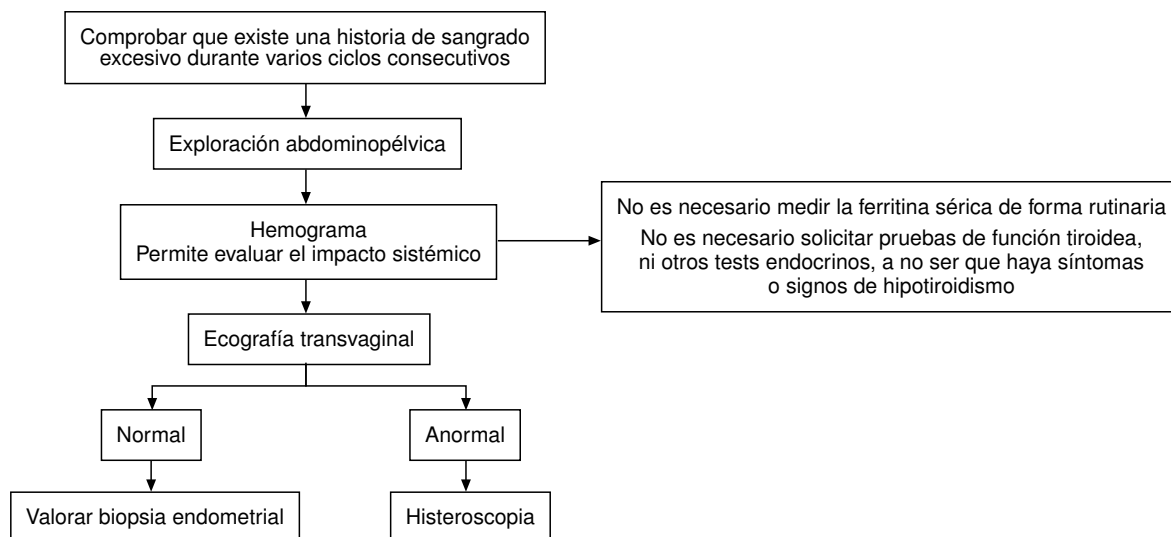 Comprobar que existe una historia de sangrado
excesivo durante varios ciclos consecutivos
Exploración abdominopélvica
Hemograma
Permite evaluar el impacto sistémico
No es necesario medir la ferritina sérica de forma rutinaria
No es necesario solicitar pruebas de función tiroidea,
ni otros tests endocrinos, a no ser que haya síntomas
o signos de hipotiroidismo
Ecografía transvaginal
Normal
Anormal
Valorar biopsia endometrial
Histeroscopia